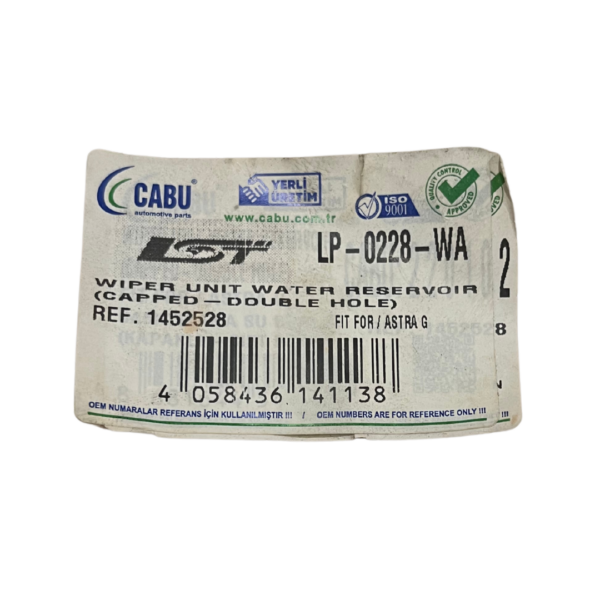 CABU
automotive parts
YERLİ
ÜRETİM
www.cabu.com.tr
ISO
9001
QUALITY CONTROL
APPROVED
LST LP-0228-WA
WIPER UNIT WATER RESERVOIR
(CAPPED - DOUBLE HOLE)
REF. 1452528 FIT FOR / ASTRA G
4 058436 141138
OEM NUMARALAR REFERANS İÇİN KULLANILMIŞTIR !!! / OEM NUMBERS ARE FOR REFERENCE ONLY !!!
2
8